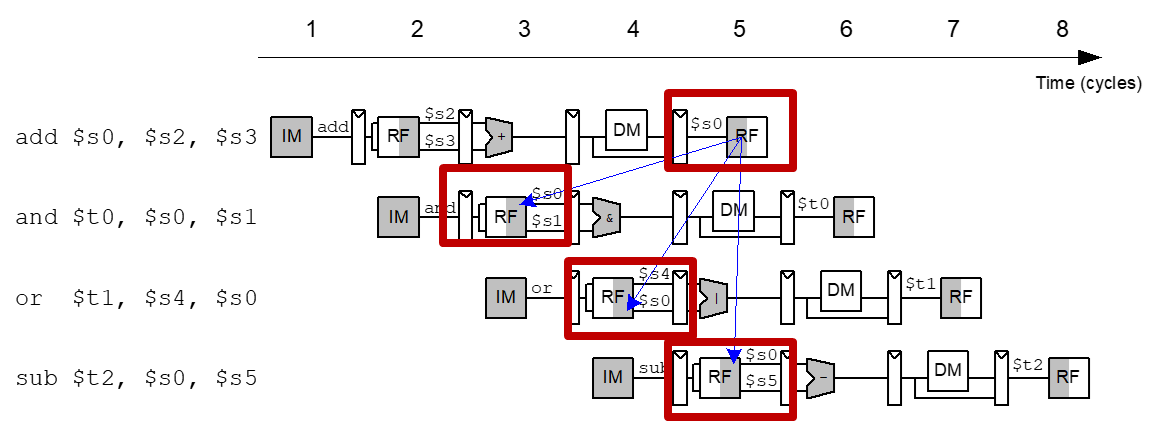 1 2 3 4 5 6 7 8
Time (cycles)
add $s0, $s2, $s3 IM add RF $s2 $s3 + DM $s0 RF
and $t0, $s0, $s1 IM and RF $s0 $s1 & DM $t0 RF
or $t1, $s4, $s0 IM or RF $s4 $s0 | DM $t1 RF
sub $t2, $s0, $s5 IM sub RF $s0 $s5 - DM $t2 RF